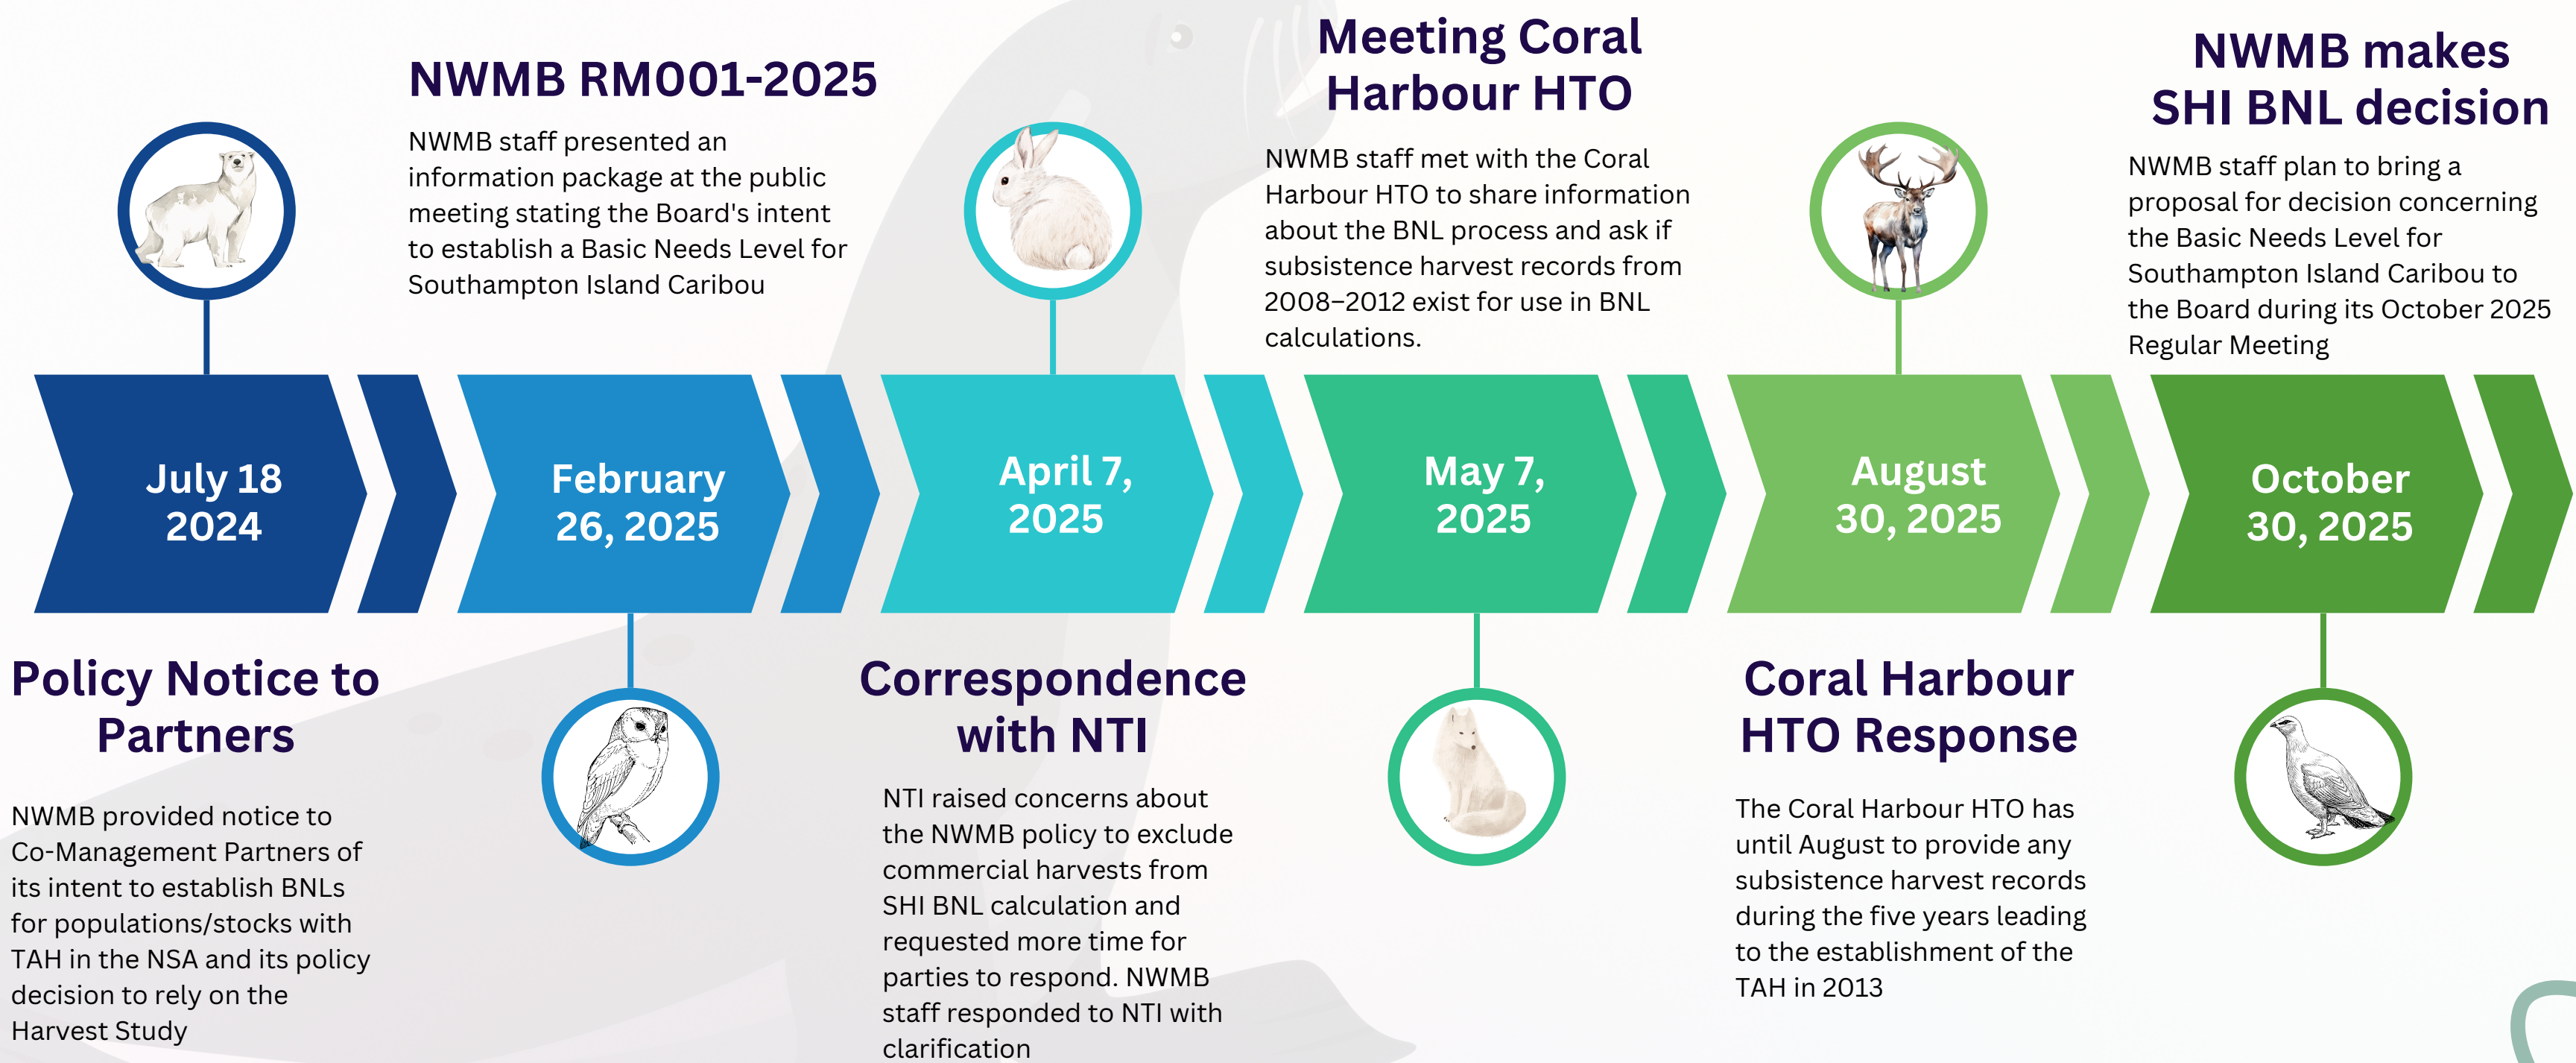 July 18
2024
Policy Notice to
Partners
NWMB provided notice to
Co-Management Partners of
its intent to establish BNLs
for populations/stocks with
TAH in the NSA and its policy
decision to rely on the
Harvest Study
NWMB RM001-2025
NWMB staff presented an
information package at the public
meeting stating the Board's intent
to establish a Basic Needs Level for
Southampton Island Caribou
February
26, 2025
April 7,
2025
Correspondence
with NTI
NTI raised concerns about
the NWMB policy to exclude
commercial harvests from
SHI BNL calculation and
requested more time for
parties to respond. NWMB
staff responded to NTI with
clarification
Meeting Coral
Harbour HTO
NWMB staff met with the Coral
Harbour HTO to share information
about the BNL process and ask if
subsistence harvest records from
2008–2012 exist for use in BNL
calculations.
May 7,
2025
August
30, 2025
Coral Harbour
HTO Response
The Coral Harbour HTO has
until August to provide any
subsistence harvest records
during the five years leading
to the establishment of the
TAH in 2013
NWMB makes
SHI BNL decision
NWMB staff plan to bring a
proposal for decision concerning
the Basic Needs Level for
Southampton Island Caribou to
the Board during its October 2025
Regular Meeting
October
30, 2025